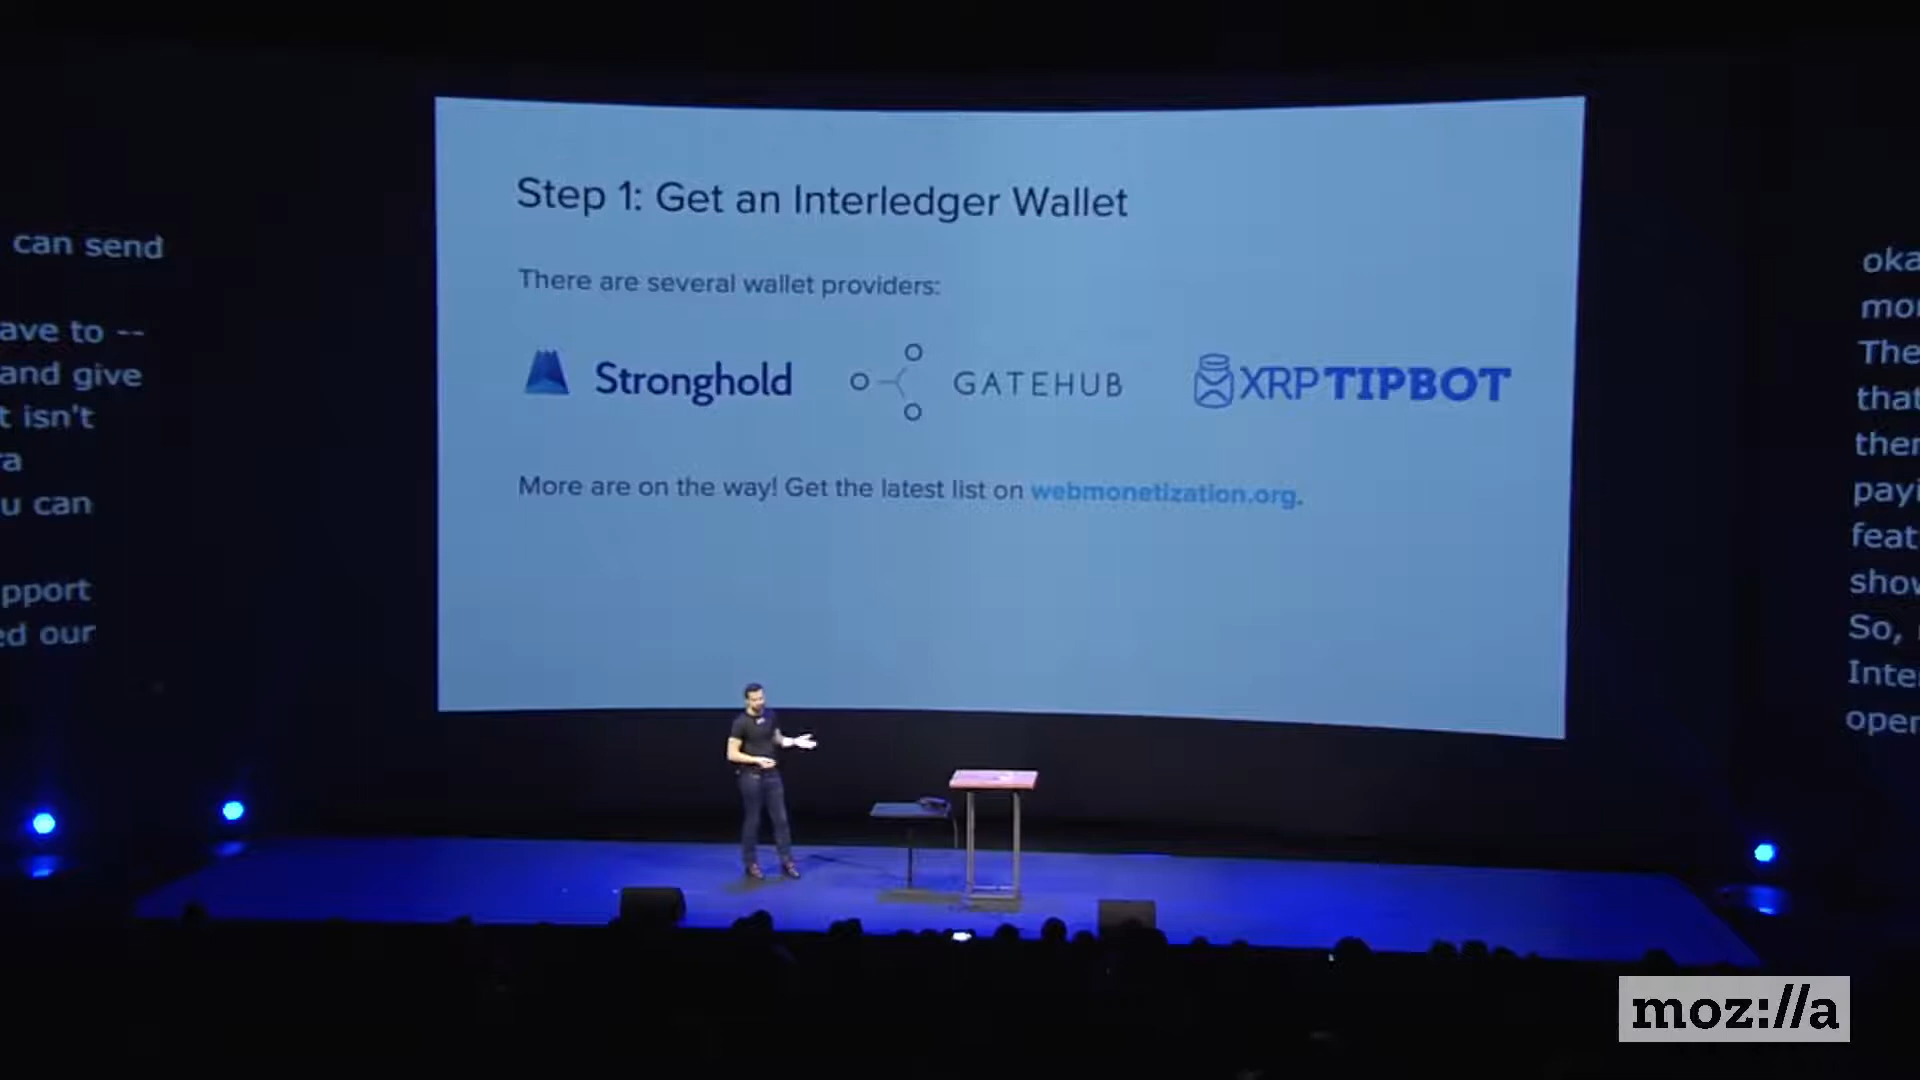 Step 1: Get an Interledger Wallet
There are several wallet providers:
Stronghold
GATEHUB
XRPTIPBOT
More are on the way! Get the latest list on webmonetization.org.
can send
ave to --
and give
t isn't
ra
u can
pport
ed our
oka
mor
The
that
ther
payi
feat
show
So,
Inte
oper
moz://a